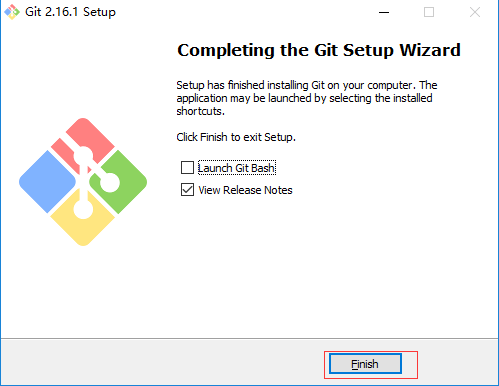 Git 2.16.1 Setup
Completing the Git Setup Wizard
Setup has finished installing Git on your computer. The
application may be launched by selecting the installed
shortcuts.
Click Finish to exit Setup.
Launch Git Bash
View Release Notes
Finish